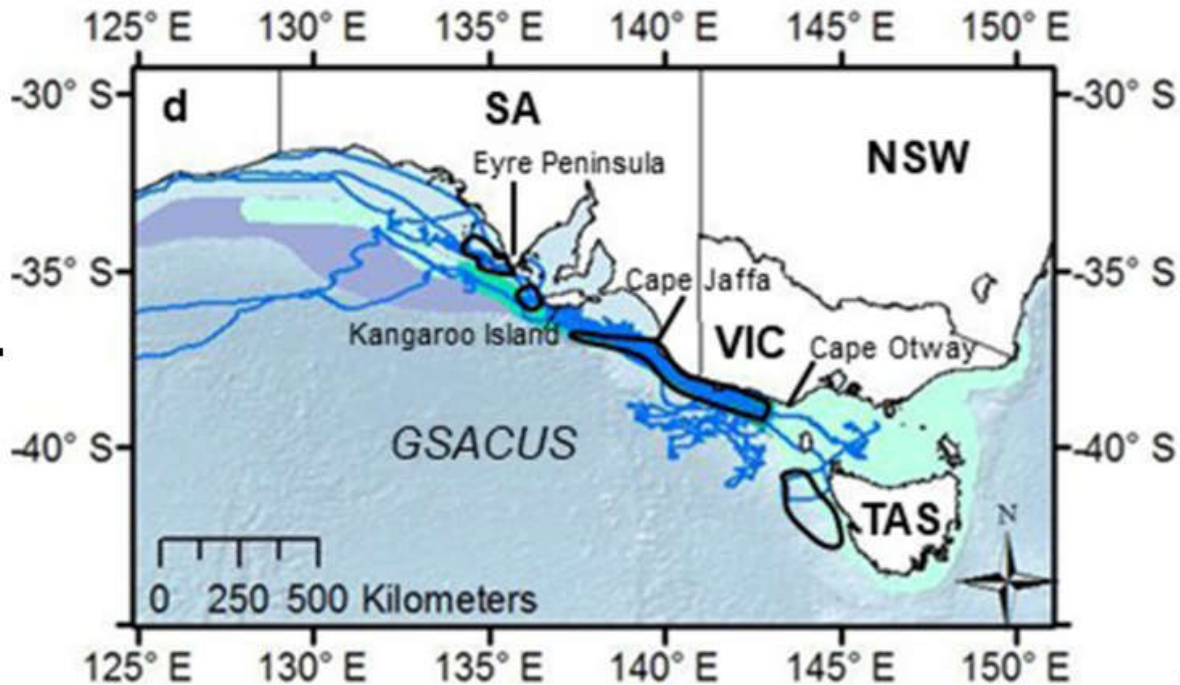 125° E 130° E 135° E 140° E 145° E 150° E
-30° S d SA -30° S
NSW
Eyre Peninsula
-35° S Cape Jaffa -35° S
Kangaroo Island VIC Cape Otway
GSACUS
-40° S -40° S
TAS
N
0 250 500 Kilometers
125° E 130° E 135° E 140° E 145° E 150° E